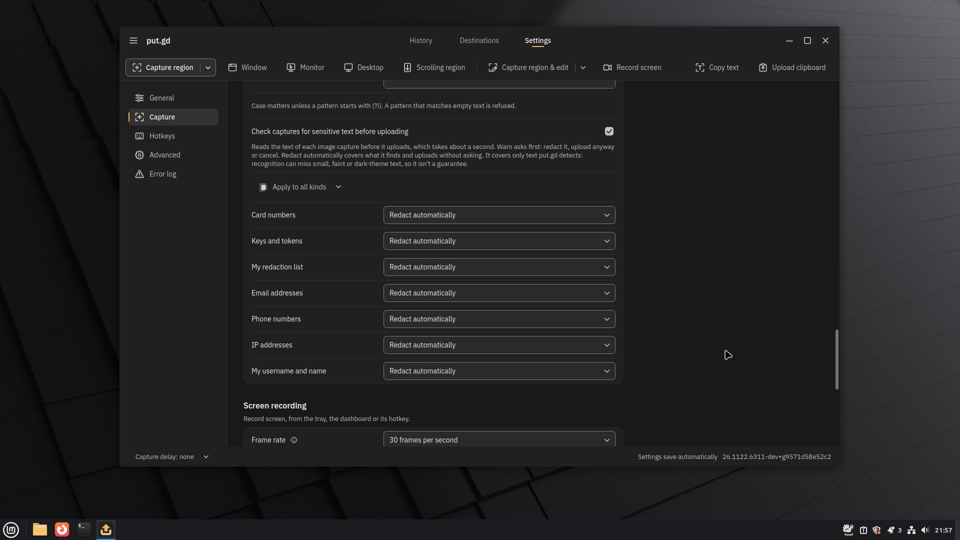 put.gd
History
Destinations
Settings
Capture region
Window
Monitor
Desktop
Scrolling region
Capture region & edit
Record screen
Copy text
Upload clipboard
General
Capture
Hotkeys
Advanced
Error log
Case matters unless a pattern starts with (?i). A pattern that matches empty text is refused.
Check captures for sensitive text before uploading
Reads the text of each image capture before it uploads, which takes about a second. Warn asks first: redact it, upload anyway
or cancel. Redact automatically covers what it finds and uploads without asking. It covers only text put.gd detects:
recognition can miss small, faint or dark-theme text, so it isn't a guarantee.
Apply to all kinds
Card numbers
Redact automatically
Keys and tokens
Redact automatically
My redaction list
Redact automatically
Email addresses
Redact automatically
Phone numbers
Redact automatically
IP addresses
Redact automatically
My username and name
Redact automatically
Screen recording
Record screen, from the tray, the dashboard or its hotkey.
Frame rate
30 frames per second
Capture delay: none
Settings save automatically
26.1122.6311-dev+g9571d58e52c2
3
21:57